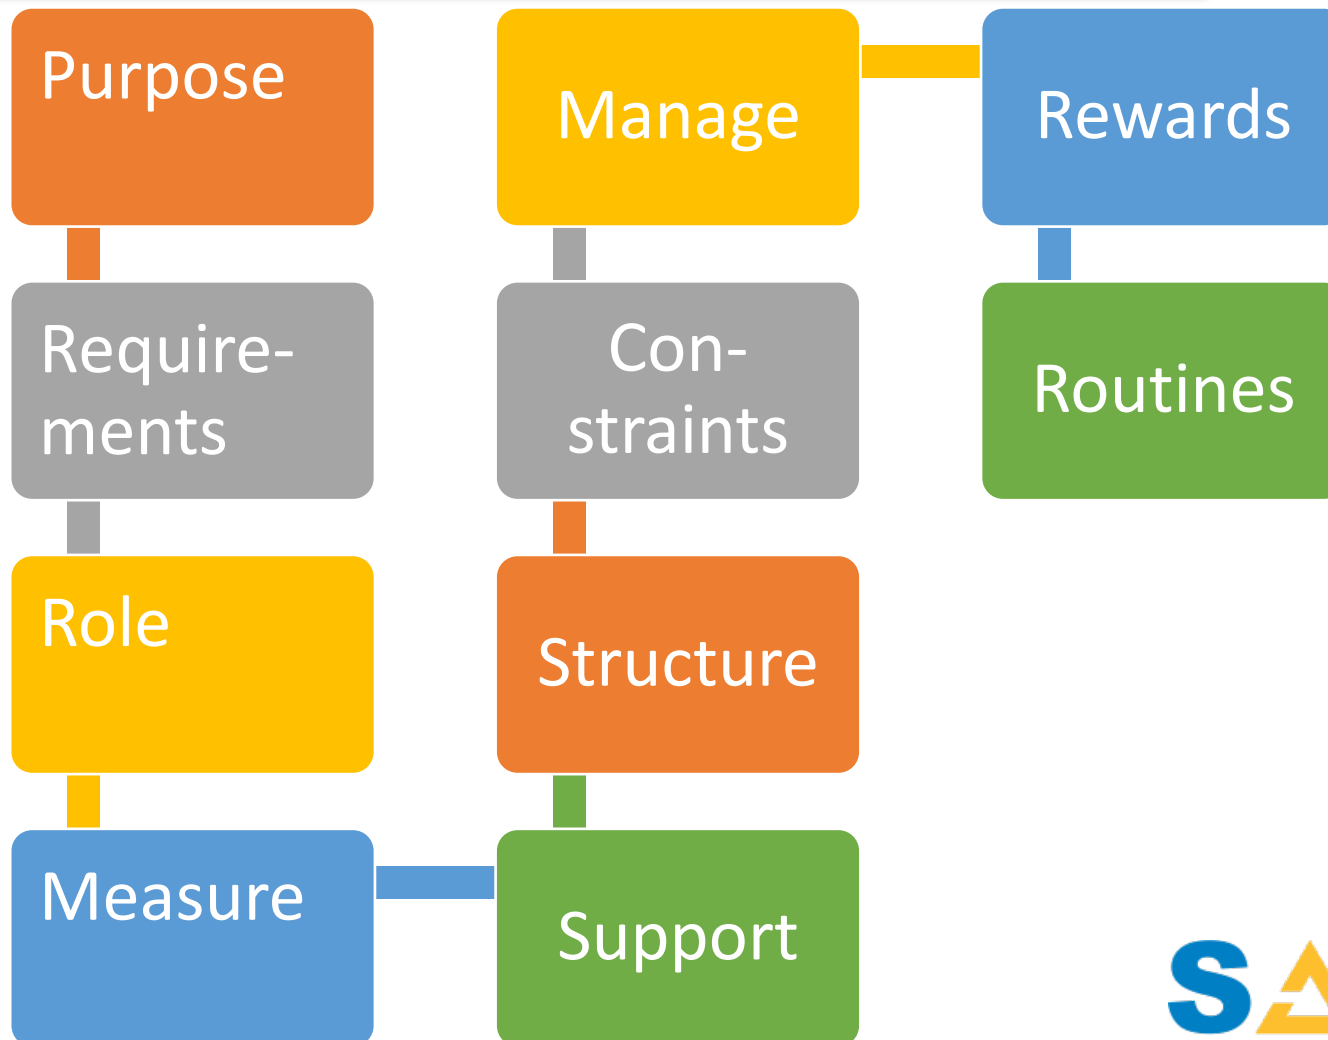 Purpose
Require-
ments
Role
Measure
Support
Structure
Con-
straints
Manage
Rewards
Routines
S